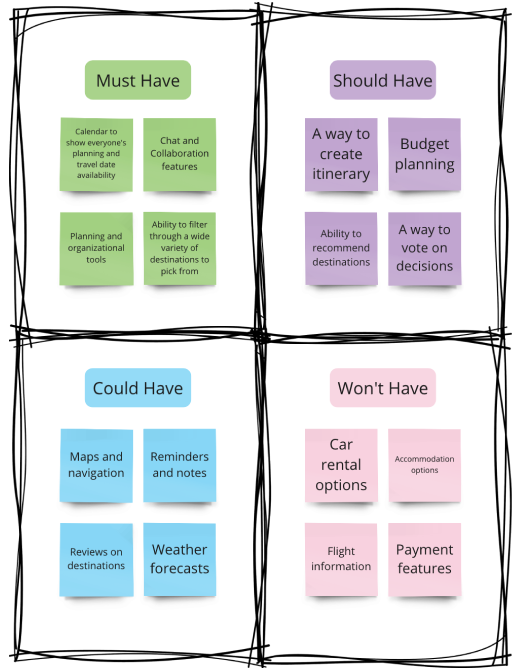 Must Have
Calendar to
show everyone's
planning and
travel date
availability
Chat and
Collaboration
features
Planning and
organizational
tools
Ability to filter
through a wide
variety of
destinations to
pick from
Should Have
A way to
create
itinerary
Budget
planning
Ability to
recommend
destinations
A way to
vote on
decisions
Could Have
Maps and
navigation
Reminders
and notes
Reviews on
destinations
Weather
forecasts
Won't Have
Car
rental
options
Accommodation
options
Flight
information
Payment
features